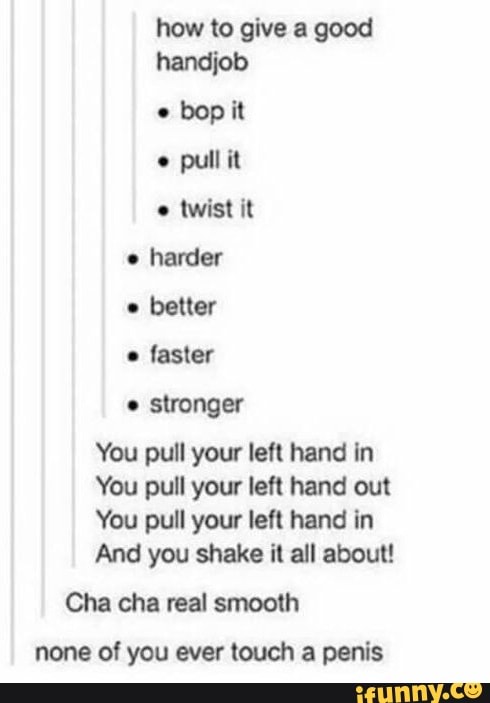 how to give a good
handjob
• bop it
• pull it
• twist it
• harder
• better
• faster
• stronger
You pull your left hand in
You pull your left hand out
You pull your left hand in
And you shake it all about!
Cha cha real smooth
none of you ever touch a penis
ifunny.co